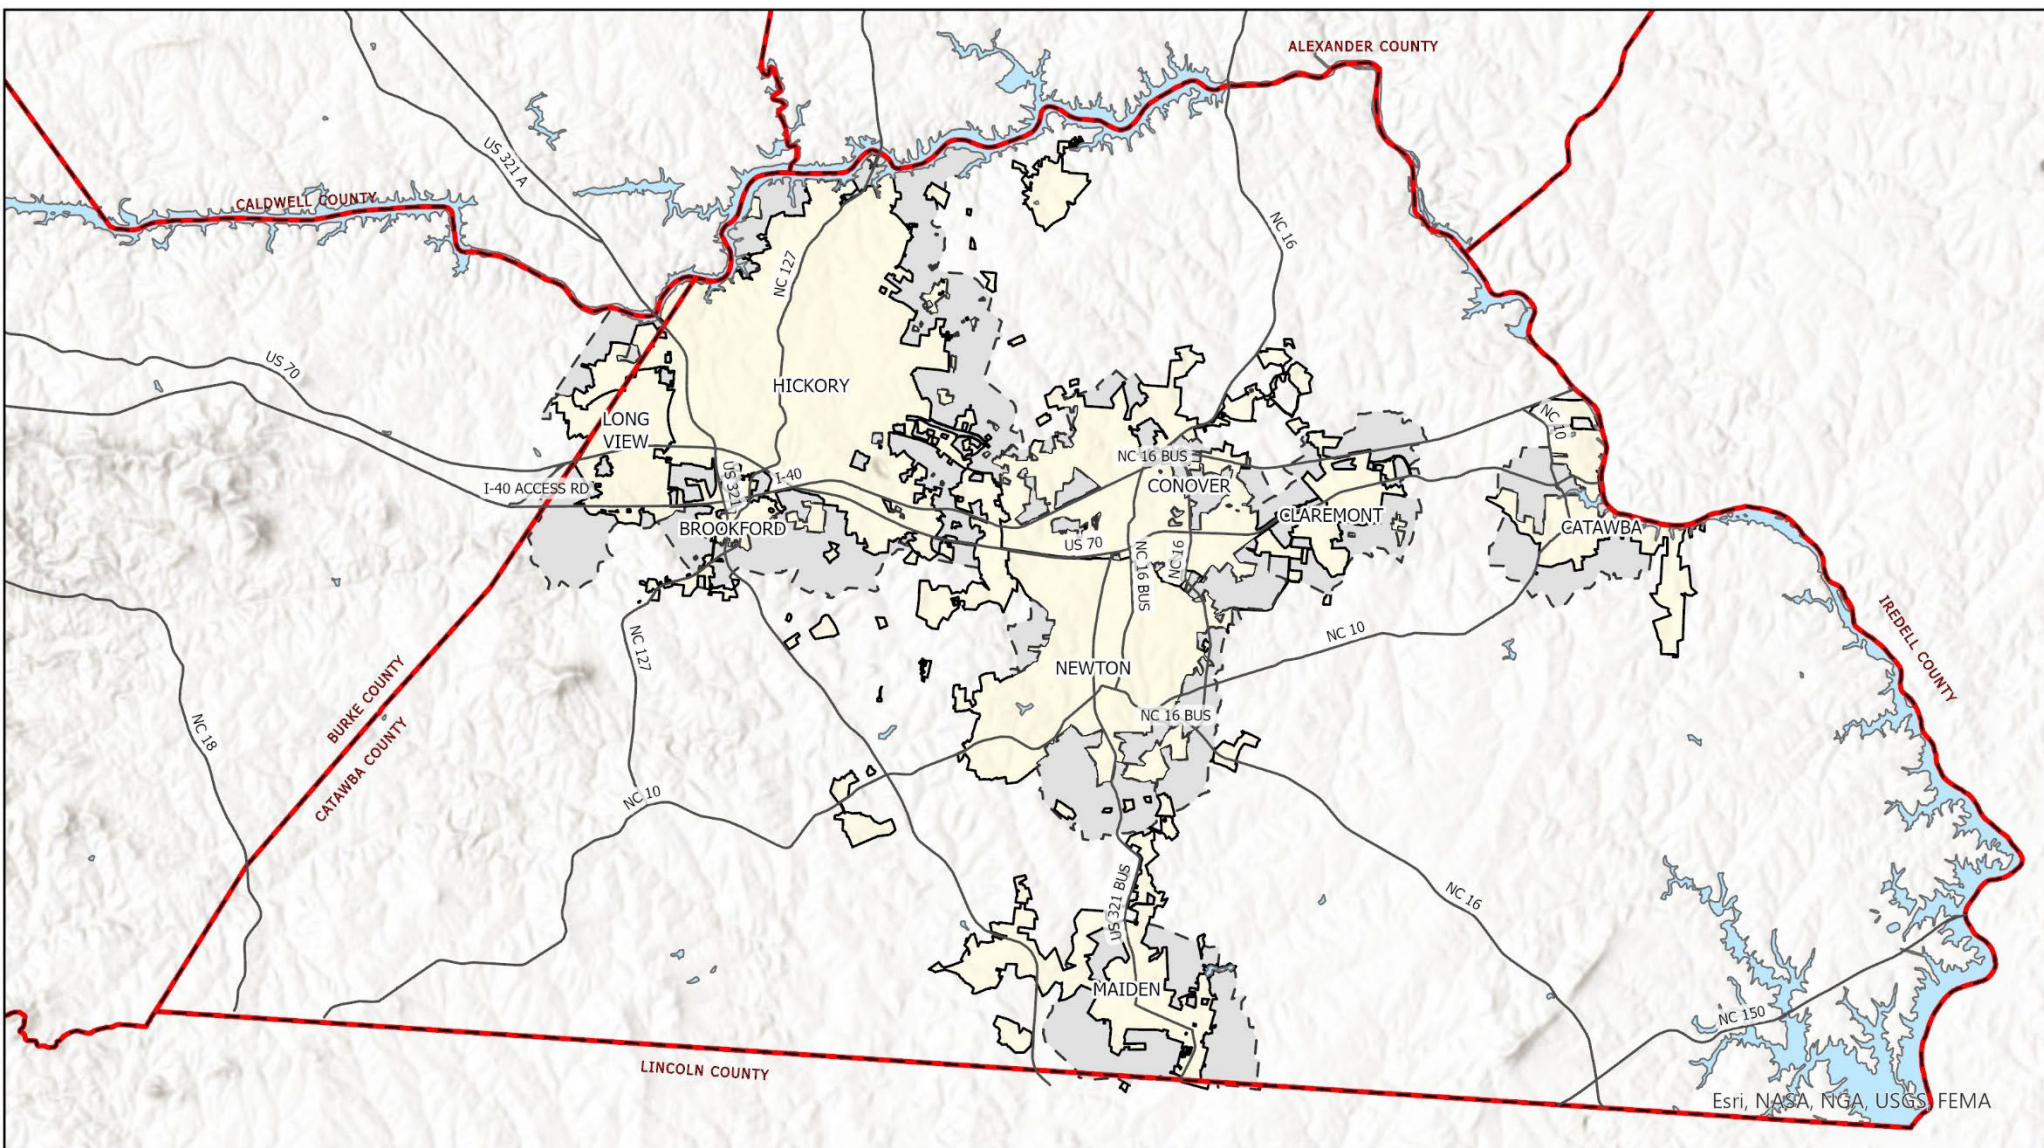 ALEXANDER COUNTY
US 321 A
CALDWELL COUNTY
NC 16
NC 127
US 70
HICKORY
LONG
VIEW
NC 10
NC 16 BUS
I-40
US 321
I-40 ACCESS RD
CONOVER
CLAREMONT
BROOKFORD
CATAWBA
US 70
NC 16
NC 16 BUS
IREDELL COUNTY
NC 10
NC 127
NEWTON
BURKE COUNTY
CATAWBA COUNTY
NC 18
NC 16 BUS
NC 10
US 321 BUS
NC 16
MAIDEN
NC 150
LINCOLN COUNTY
Esri, NASA, NGA, USGS, FEMA